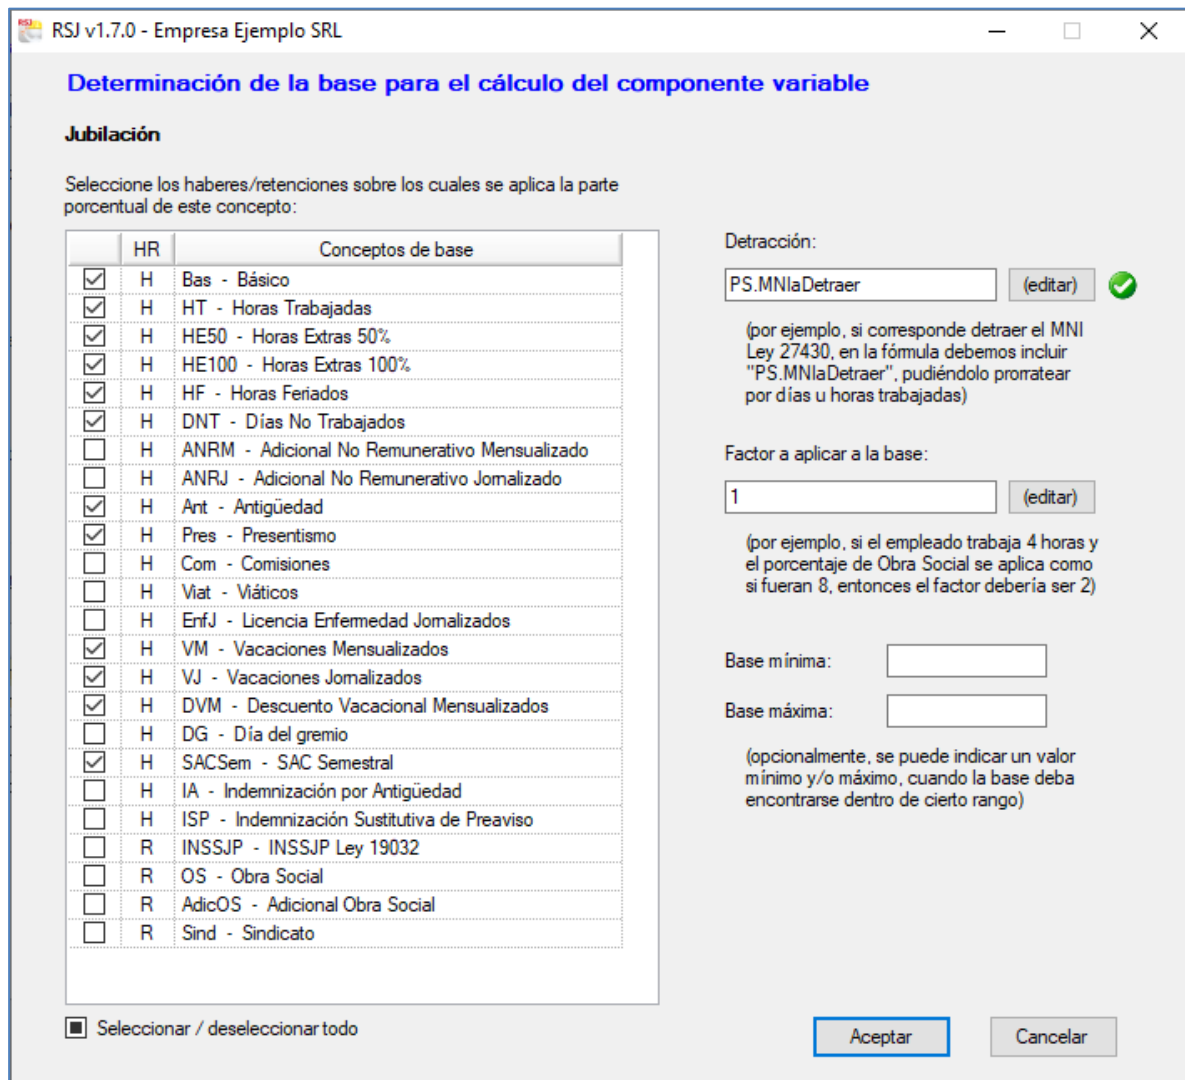 RSJ v1.7.0 - Empresa Ejemplo SRL
Determinación de la base para el cálculo del componente variable
Jubilación
Seleccione los haberes/retenciones sobre los cuales se aplica la parte
porcentual de este concepto:
HR Conceptos de base
H Bas - Básico
H HT - Horas Trabajadas
H HE50 - Horas Extras 50%
H HE100 - Horas Extras 100%
H HF - Horas Feriados
H DNT - Días No Trabajados
H ANRM - Adicional No Remunerativo Mensualizado
H ANRJ - Adicional No Remunerativo Jornalizado
H Ant - Antigüedad
H Pres - Presentismo
H Com - Comisiones
H Viat - Viáticos
H EnfJ - Licencia Enfermedad Jornalizados
H VM - Vacaciones Mensualizados
H VJ - Vacaciones Jornalizados
H DVM - Descuento Vacacional Mensualizados
H DG - Día del gremio
H SACSem - SAC Semestral
H IA - Indemnización por Antigüedad
H ISP - Indemnización Sustitutiva de Preaviso
R INSSJP - INSSJP Ley 19032
R OS - Obra Social
R AdicOS - Adicional Obra Social
R Sind - Sindicato
Seleccionar / deseleccionar todo
Detracción:
PS.MNIaDetraer (editar)
(por ejemplo, si corresponde detraer el MNI
Ley 27430, en la fórmula debemos incluir
"PS.MNIaDetraer", pudiéndolo prorratear
por días u horas trabajadas)
Factor a aplicar a la base:
1 (editar)
(por ejemplo, si el empleado trabaja 4 horas y
el porcentaje de Obra Social se aplica como
si fueran 8, entonces el factor debería ser 2)
Base mínima:
Base máxima:
(opcionalmente, se puede indicar un valor
mínimo y/o máximo, cuando la base deba
encontrarse dentro de cierto rango)
Aceptar Cancelar